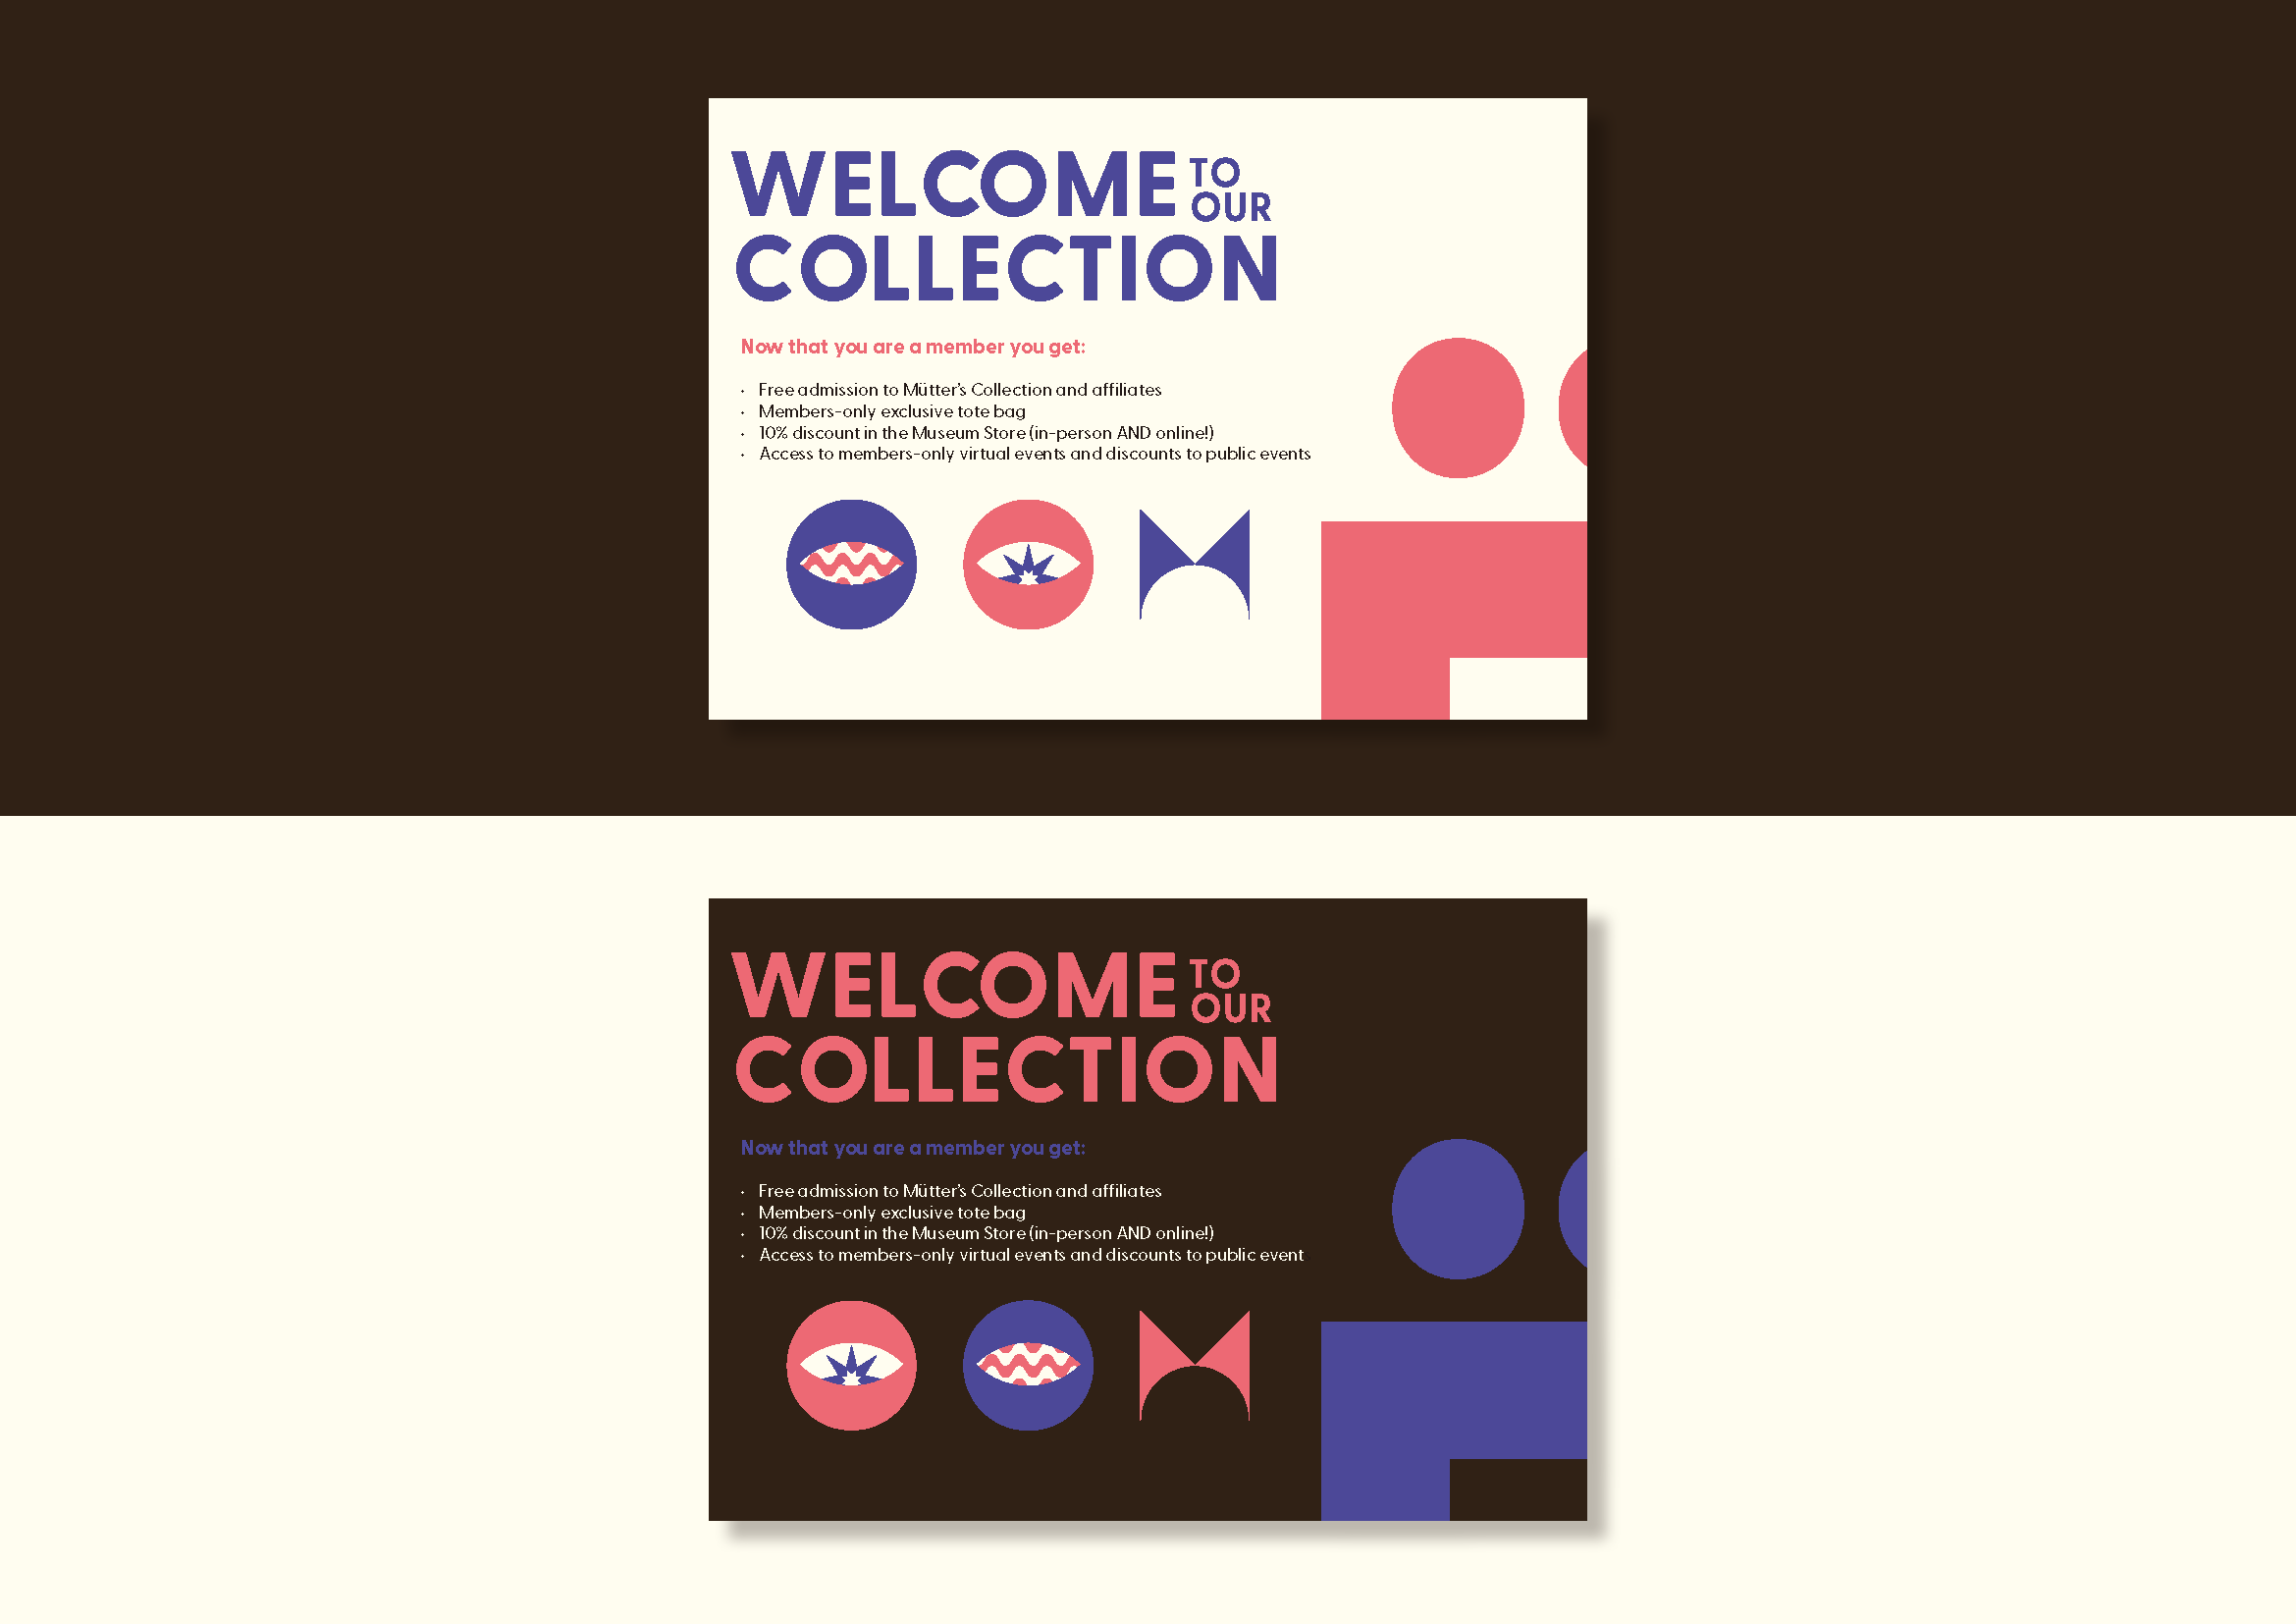 WELCOME TO OUR
COLLECTION
Now that you are a member you get:
• Free admission to Mütter's Collection and affiliates
• Members-only exclusive tote bag
• 10% discount in the Museum Store (in-person AND online!)
• Access to members-only virtual events and discounts to public events
WELCOME TO OUR
COLLECTION
Now that you are a member you get:
• Free admission to Mütter's Collection and affiliates
• Members-only exclusive tote bag
• 10% discount in the Museum Store (in-person AND online!)
• Access to members-only virtual events and discounts to public event